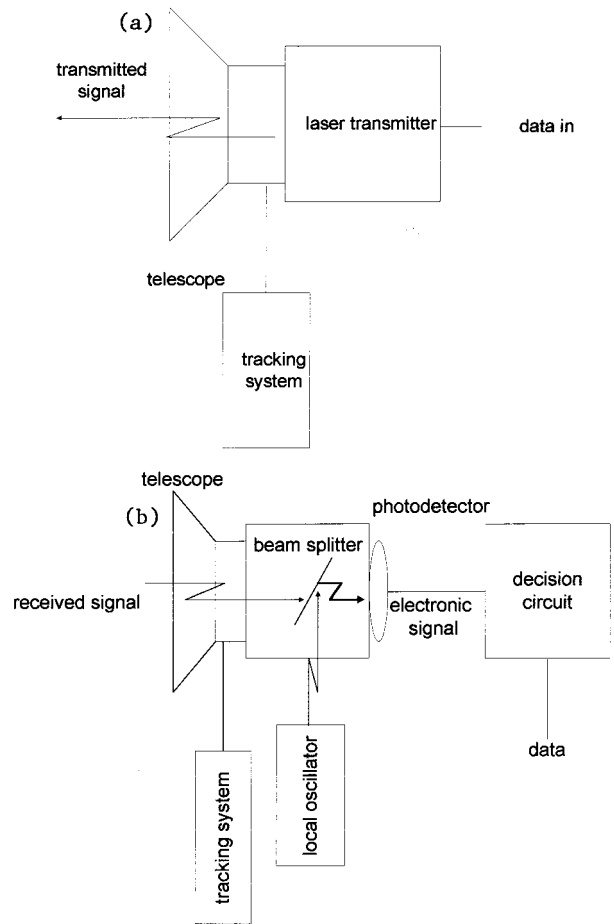 (a)
transmitted
signal
laser transmitter
data in
telescope
tracking
system
telescope
(b)
photodetector
beam splitter
received signal
electronic
signal
decision
circuit
data
local oscillator
tracking system